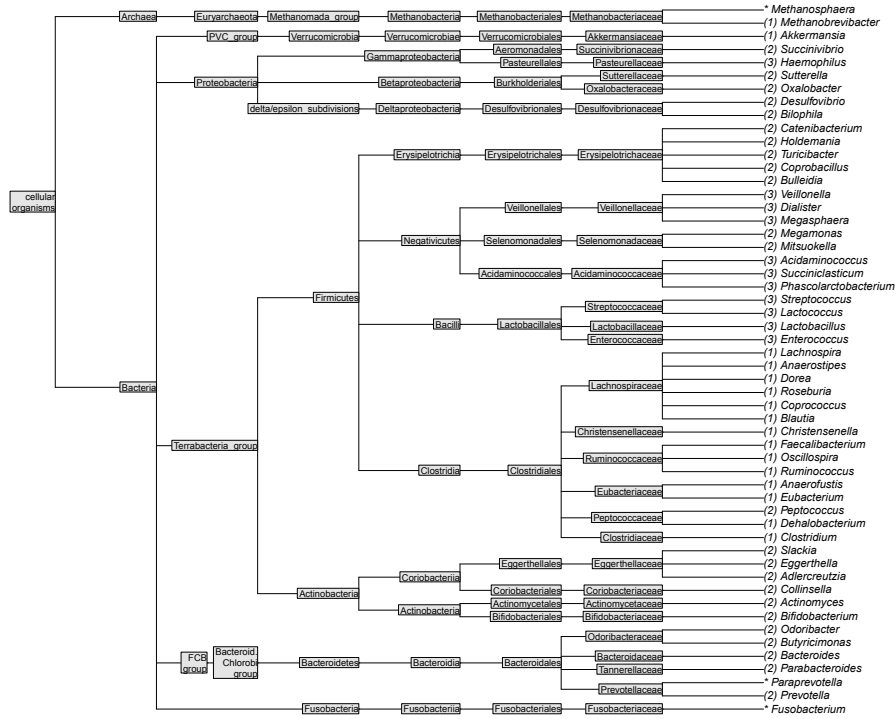 Archaea Euryarchaeota Methanomada_group Methanobacteria Methanobacteriales Methanobacteriaceae * Methanosphaera
(1) Methanobrevibacter
PVC_group Verrucomicrobia Verrucomicrobiae Verrucomicrobiales Akkermansiaceae (1) Akkermansia
Gammaproteobacteria Aeromonadales Succinivibrionaceae (2) Succinivibrio
Pasteurellales Pasteurellaceae (3) Haemophilus
Proteobacteria Betaproteobacteria Burkholderiales Sutterellaceae (2) Sutterella
Oxalobacteraceae (2) Oxalobacter
delta/epsilon_subdivisions Deltaproteobacteria Desulfovibrionales Desulfovibrionaceae (2) Desulfovibrio
(2) Bilophila
(2) Catenibacterium
(2) Holdemania
Erysipelotrichia Erysipelotrichales Erysipelotrichaceae (2) Turicibacter
(2) Coprobacillus
(2) Bulleidia
cellular
organisms
(3) Veillonella
Veillonellales Veillonellaceae (3) Dialister
(3) Megasphaera
Negativicutes Selenomonadales Selenomonadaceae (2) Megamonas
(2) Mitsuokella
(3) Acidaminococcus
Acidaminococcales Acidaminococcaceae (3) Succiniclasticum
(3) Phascolarctobacterium
Firmicutes Streptococcaceae (3) Streptococcus
(3) Lactococcus
Bacilli Lactobacillales Lactobacillaceae (3) Lactobacillus
Enterococcaceae (3) Enterococcus
(1) Lachnospira
(1) Anaerostipes
Bacteria Lachnospiraceae (1) Dorea
(1) Roseburia
(1) Coprococcus
(1) Blautia
Christensenellaceae (1) Christensenella
Terrabacteria_group (1) Faecalibacterium
Ruminococcaceae (1) Oscillospira
Clostridia Clostridiales (1) Ruminococcus
Eubacteriaceae (1) Anaerofustis
(1) Eubacterium
Peptococcaceae (2) Peptococcus
(1) Dehalobacterium
Clostridiaceae (1) Clostridium
(2) Slackia
Eggerthellales Eggerthellaceae (2) Eggerthella
Coriobacteriia (2) Adlercreutzia
Actinobacteria Coriobacteriales Coriobacteriaceae (2) Collinsella
Actinobacteria Actinomycetales Actinomycetaceae (2) Actinomyces
Bifidobacteriales Bifidobacteriaceae (2) Bifidobacterium
Odoribacteraceae (2) Odoribacter
(2) Butyricimonas
FCB
group
Bacteroid.
Chlorobi
group
Bacteroidetes Bacteroidia Bacteroidales Bacteroidaceae (2) Bacteroides
Tannerellaceae (2) Parabacteroides
Prevotellaceae * Paraprevotella
(2) Prevotella
Fusobacteria Fusobacteriia Fusobacteriales Fusobacteriaceae * Fusobacterium